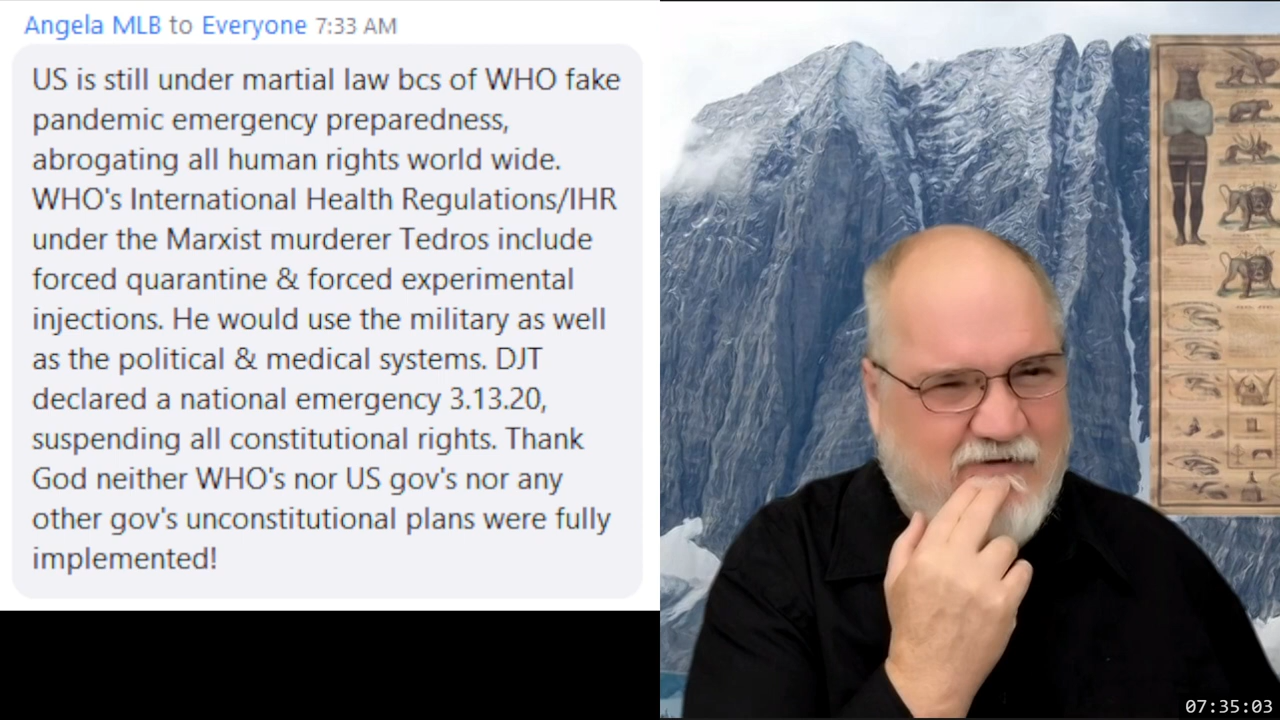 Angela MLB to Everyone 7:33 AM
US is still under martial law bcs of WHO fake
pandemic emergency preparedness,
abrogating all human rights world wide.
WHO's International Health Regulations/IHR
under the Marxist murderer Tedros include
forced quarantine & forced experimental
injections. He would use the military as well
as the political & medical systems. DJT
declared a national emergency 3.13.20,
suspending all constitutional rights. Thank
God neither WHO's nor US gov's nor any
other gov's unconstitutional plans were fully
implemented!
07:35:03